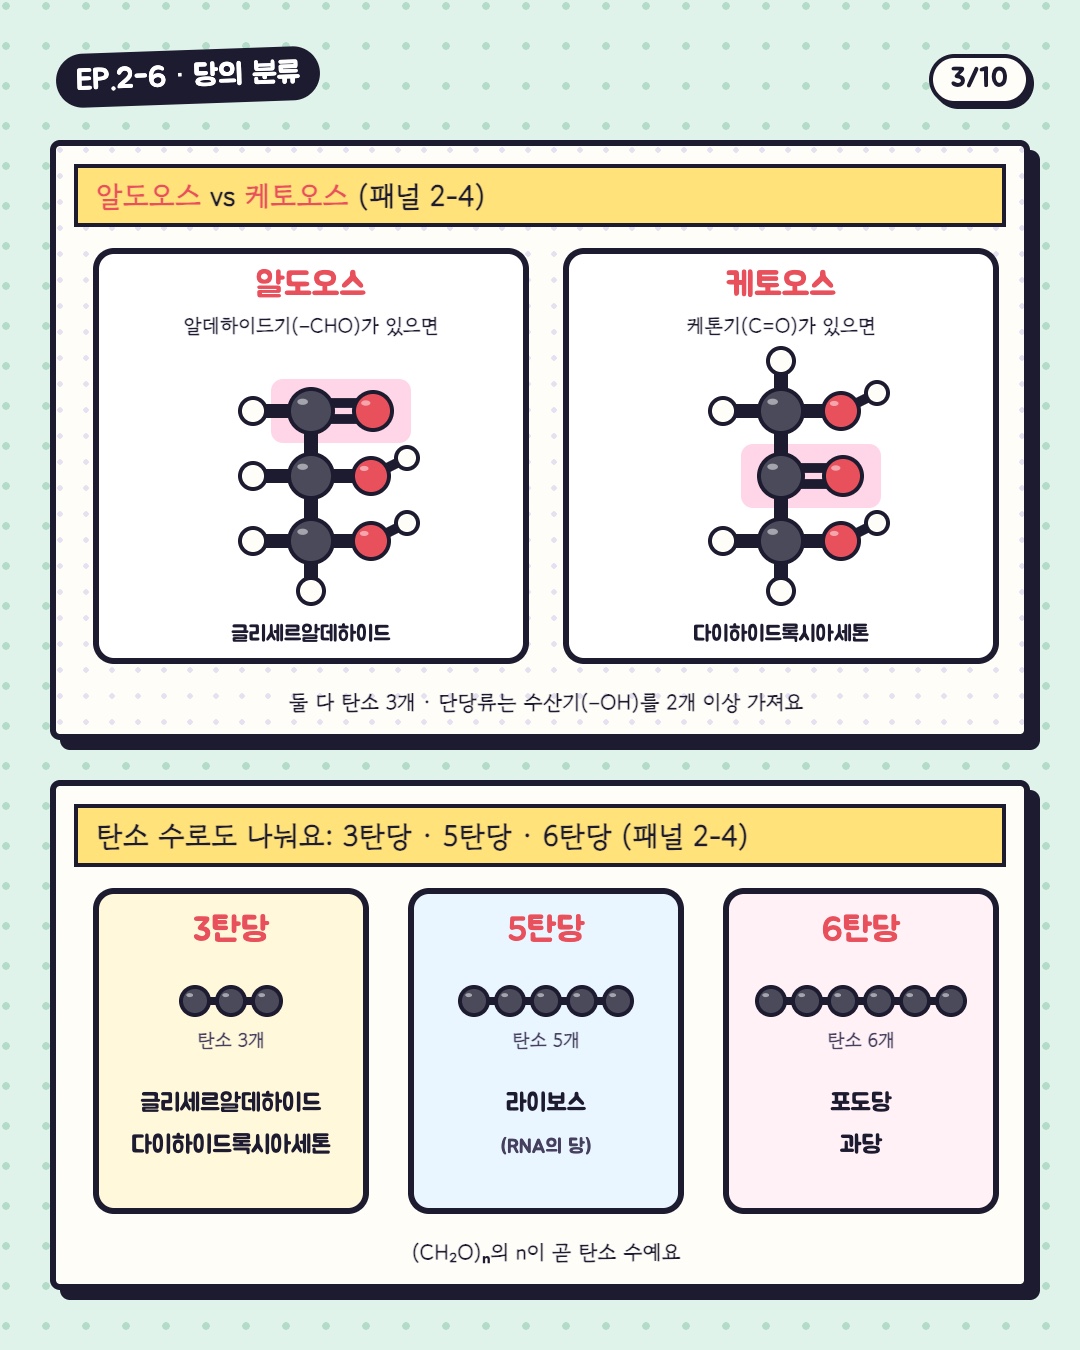 EP.2-6 · 당의 분류
3/10
알도오스 vs 케토오스 (패널 2-4)
알도오스
알데하이드기(–CHO)가 있으면
글리세르알데하이드
케토오스
케톤기(C=O)가 있으면
다이하이드록시아세톤
둘 다 탄소 3개 · 단당류는 수산기(–OH)를 2개 이상 가져요
탄소 수로도 나눠요: 3탄당 · 5탄당 · 6탄당 (패널 2-4)
3탄당
탄소 3개
글리세르알데하이드
다이하이드록시아세톤
5탄당
탄소 5개
라이보스
(RNA의 당)
6탄당
탄소 6개
포도당
과당
(CH₂O)ₙ의 n이 곧 탄소 수예요